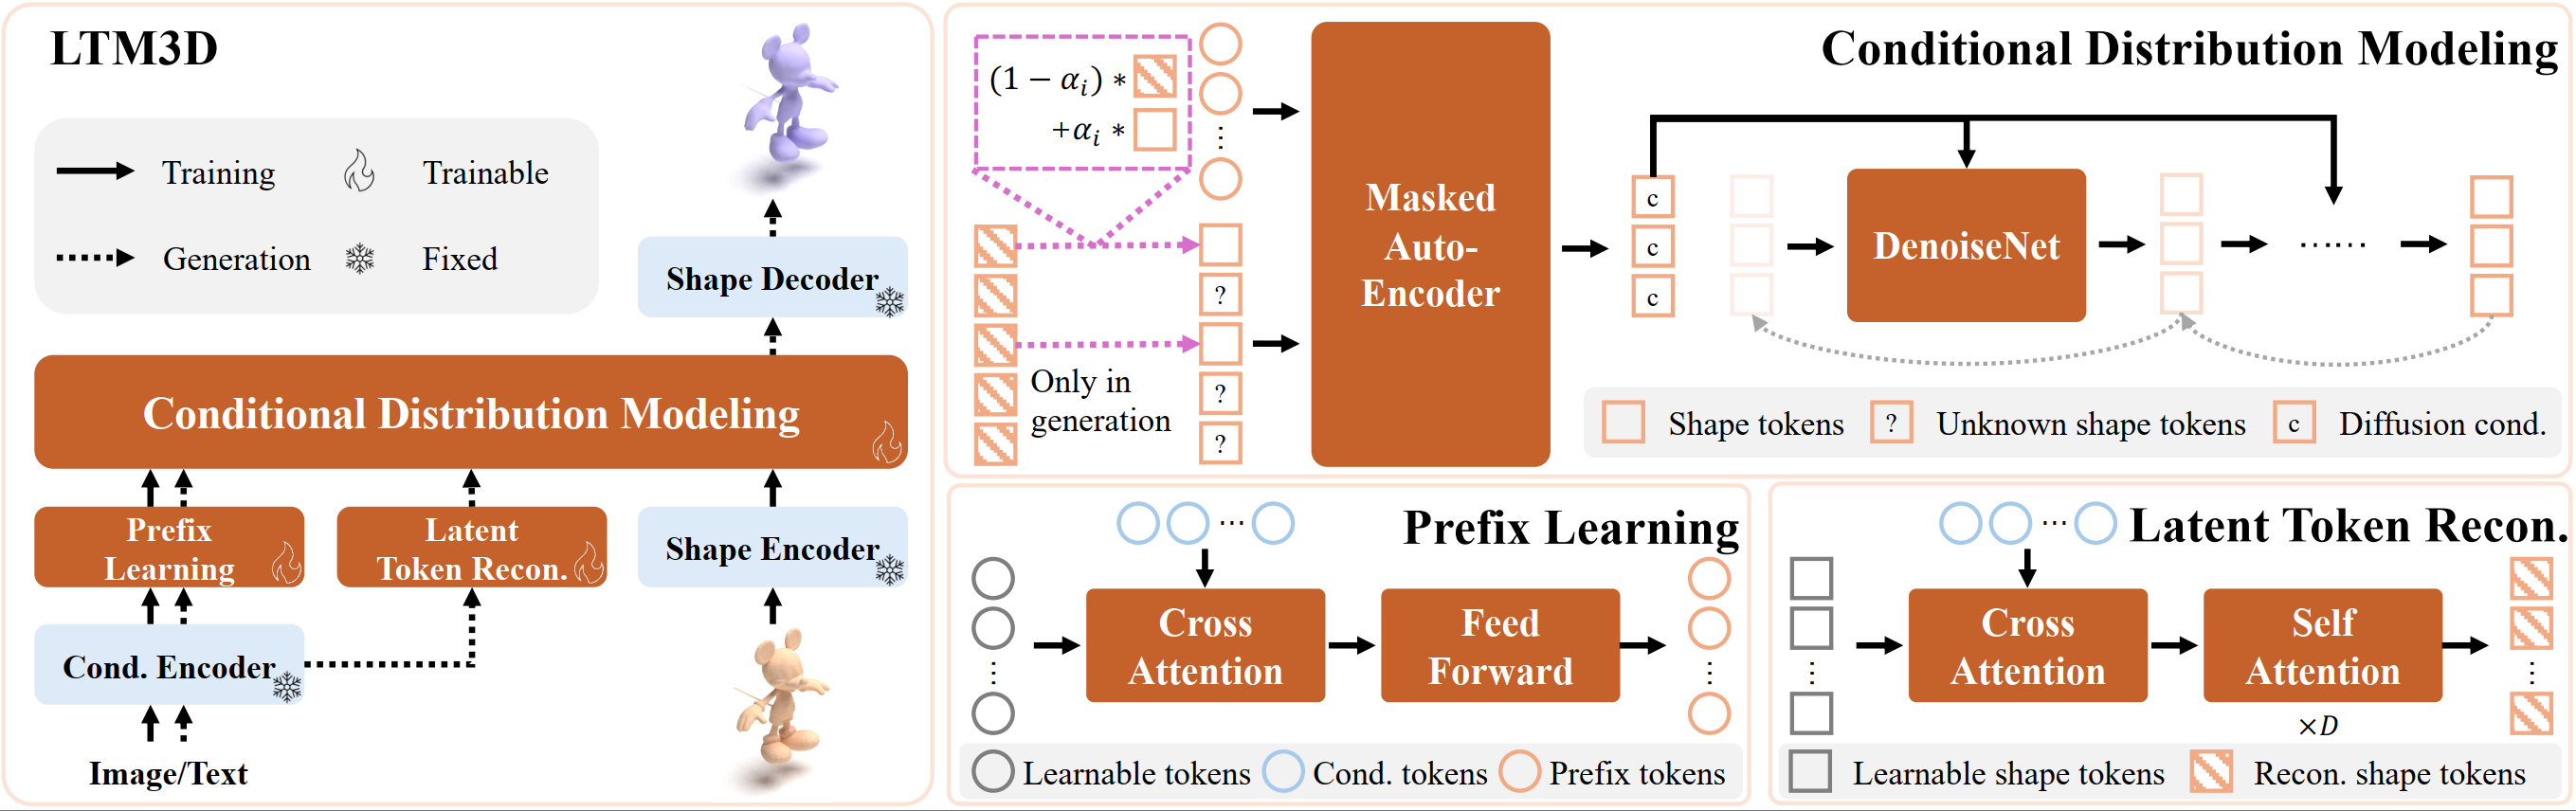 LTM3D
Training
Trainable
Generation
Fixed
Shape Decoder
Conditional Distribution Modeling
Prefix
Learning
Latent
Token Recon.
Shape Encoder
Cond. Encoder
Image/Text
Conditional Distribution Modeling
(1 − αᵢ) *
+αᵢ *
⋮
Only in
generation
?
?
?
Masked
Auto-
Encoder
c
c
c
DenoiseNet
......
Shape tokens
? Unknown shape tokens
c Diffusion cond.
Prefix Learning
...
⋮
Cross
Attention
Feed
Forward
⋮
Learnable tokens
Cond. tokens
Prefix tokens
Latent Token Recon.
...
⋮
Cross
Attention
Self
Attention
×D
⋮
Learnable shape tokens
Recon. shape tokens